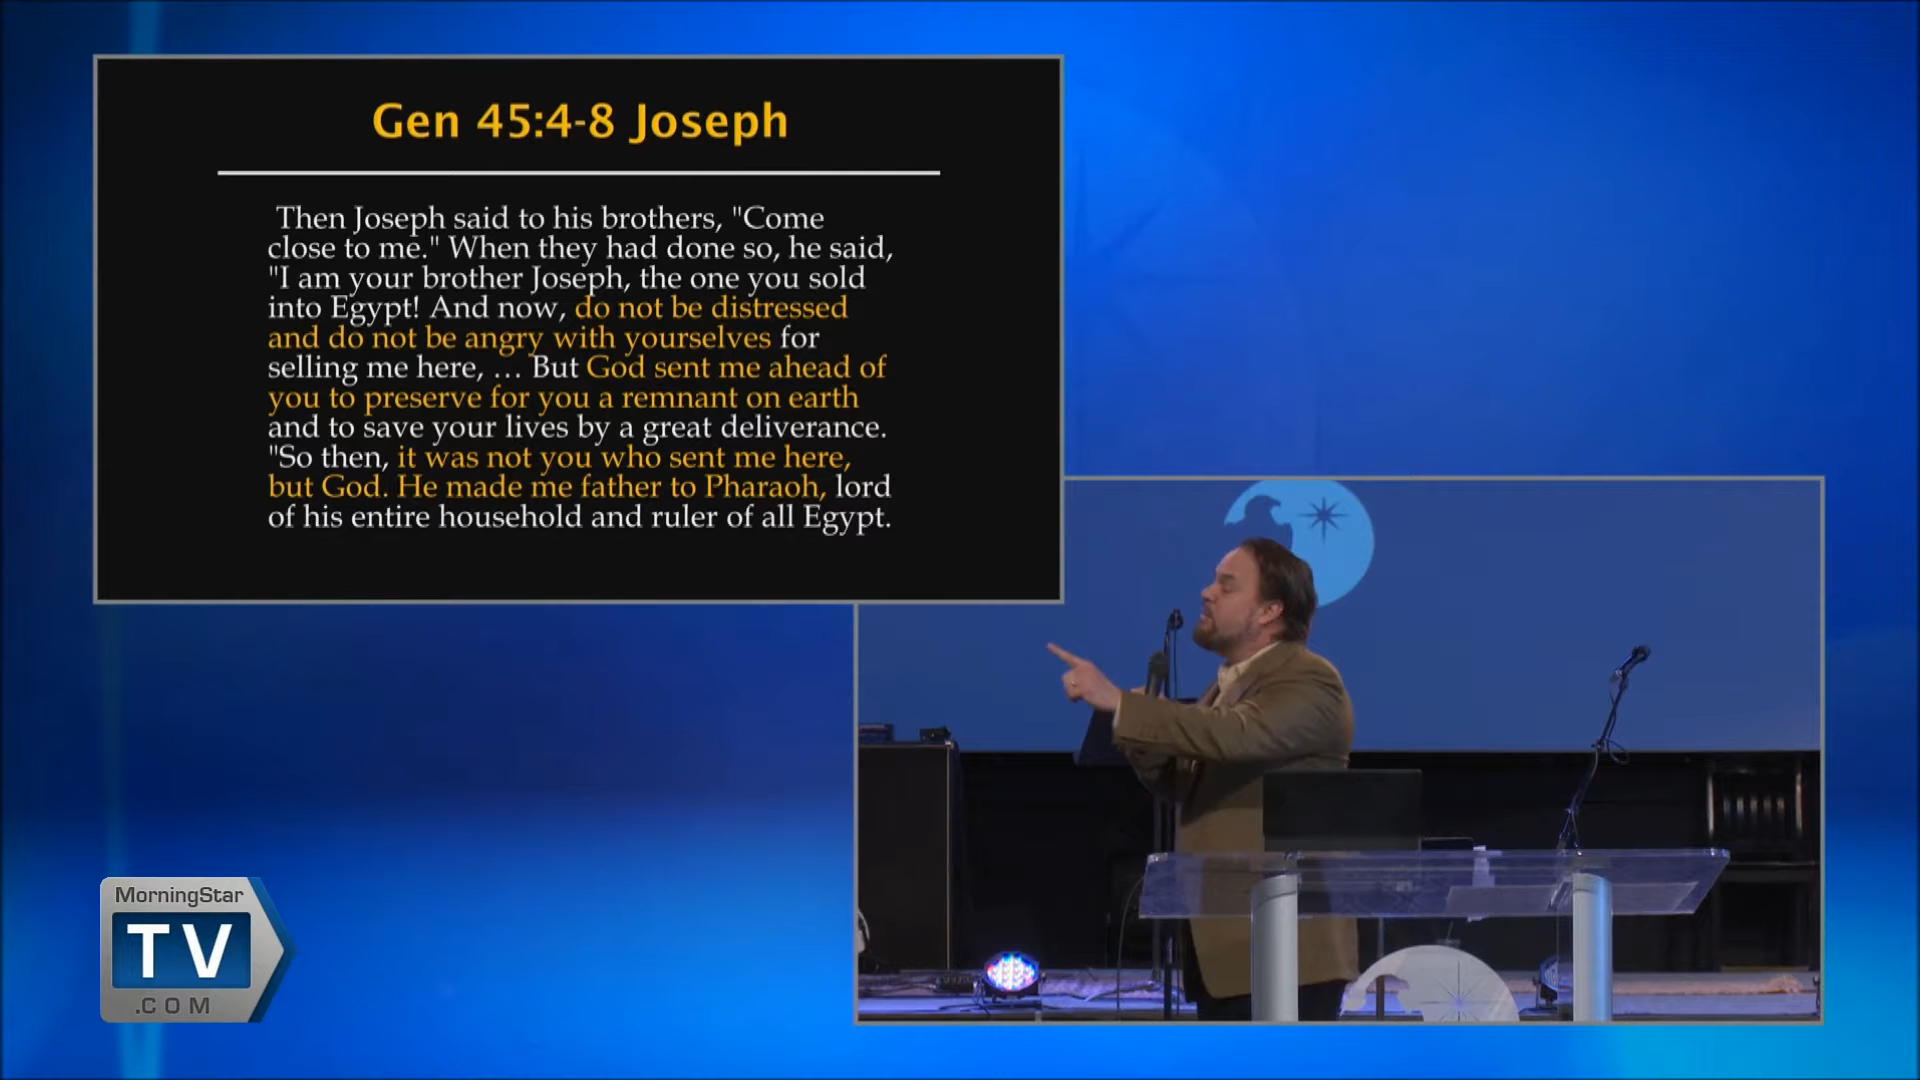 Gen 45:4-8 Joseph
Then Joseph said to his brothers, "Come
close to me." When they had done so, he said,
"I am your brother Joseph, the one you sold
into Egypt! And now, do not be distressed
and do not be angry with yourselves for
selling me here, ... But God sent me ahead of
you to preserve for you a remnant on earth
and to save your lives by a great deliverance.
"So then, it was not you who sent me here,
but God. He made me father to Pharaoh, lord
of his entire household and ruler of all Egypt.
MorningStar
TV
.COM